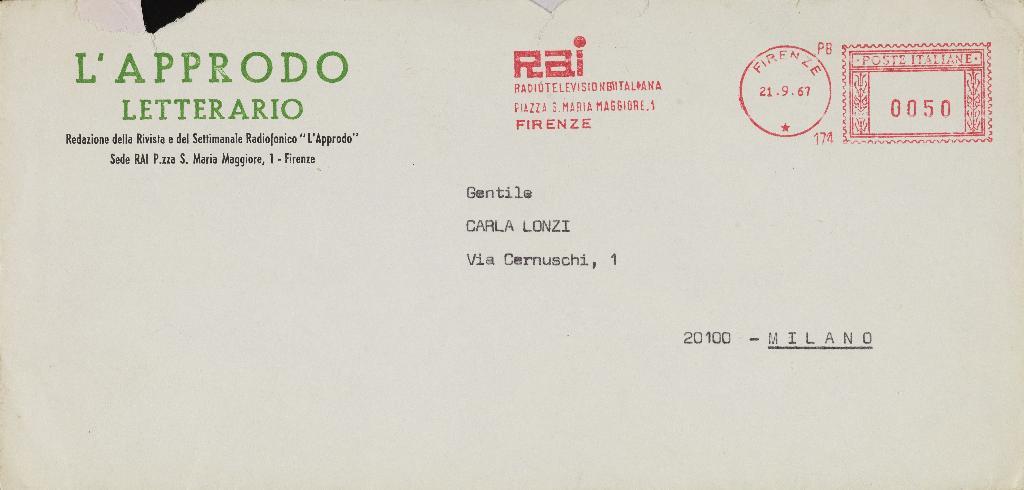 L'APPRODO
LETTERARIO
Redazione della Rivista e del Settimanale Radiofonico "L'Approdo"
Sede RAI P.zza S. Maria Maggiore, 1 - Firenze
RAI
RADIOTELEVISIONE ITALIANA
PIAZZA S. MARIA MAGGIORE, 1
FIRENZE
FIRENZE
21.9.67
PB
174
POSTE ITALIANE
0050
Gentile
CARLA LONZI
Via Cernuschi, 1
20100 - MILANO